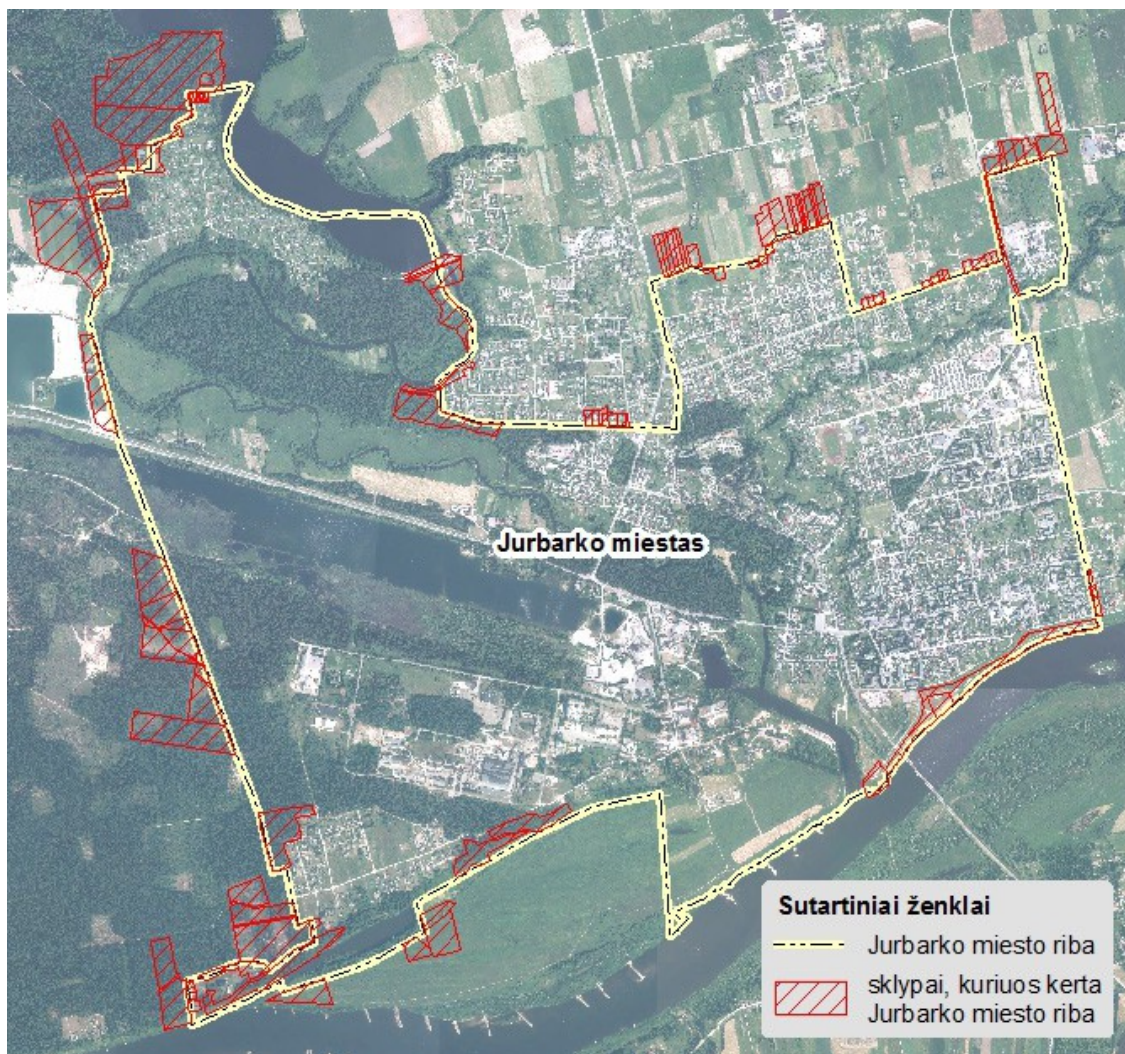 Jurbarko miestas
Sutartiniai ženklai
Jurbarko miesto riba
sklypai, kuriuos kerta
Jurbarko miesto riba